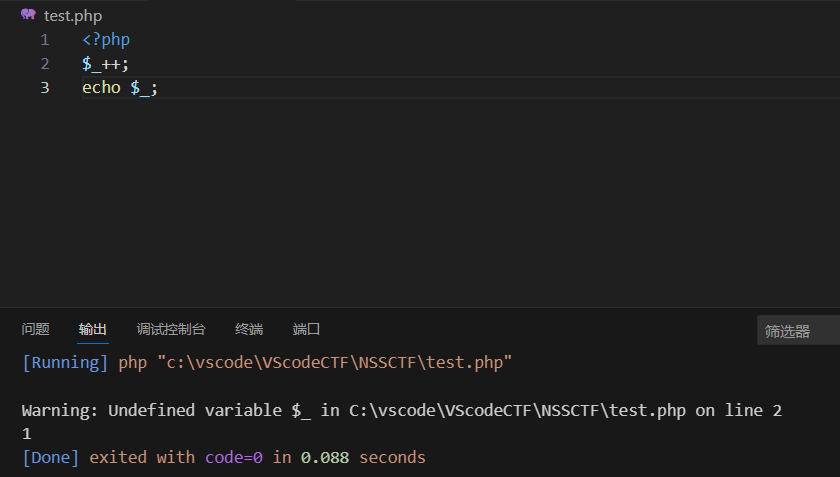 test.php
1 <?php
2 $_++;
3 echo $_;
问题 输出 调试控制台 终端 端口 筛选器
[Running] php "c:\vscode\VScodeCTF\NSSCTF\test.php"
Warning: Undefined variable $_ in C:\vscode\VScodeCTF\NSSCTF\test.php on line 2
1
[Done] exited with code=0 in 0.088 seconds